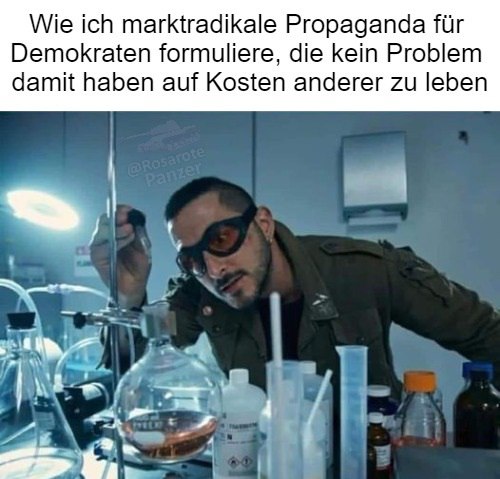 Wie ich marktradikale Propaganda für
Demokraten formuliere, die kein Problem
damit haben auf Kosten anderer zu leben
@Rosarote
Panzer